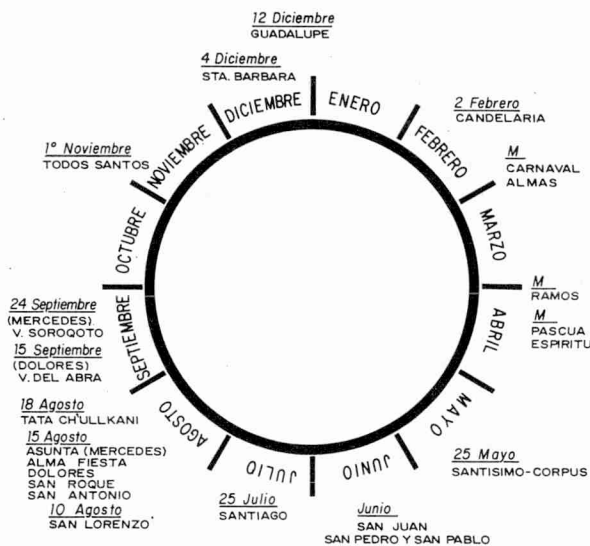 12 Diciembre
GUADALUPE
4 Diciembre
STA. BARBARA
DICIEMBRE
ENERO
2 Febrero
CANDELARIA
FEBRERO
M
CARNAVAL
ALMAS
MARZO
M
RAMOS
M
PASCUA
ESPIRITU
ABRIL
MAYO
25 Mayo
SANTISIMO-CORPUS
JUNIO
Junio
SAN JUAN
SAN PEDRO Y SAN PABLO
JULIO
25 Julio
SANTIAGO
AGOSTO
18 Agosto
TATA CH'ULLKANI
15 Agosto
ASUNTA (MERCEDES)
ALMA FIESTA
DOLORES
SAN ROQUE
SAN ANTONIO
10 Agosto
SAN LORENZO
SEPTIEMBRE
24 Septiembre
(MERCEDES)
V. SOROQOTO
15 Septiembre
(DOLORES)
V. DEL ABRA
OCTUBRE
NOVIEMBRE
1º Noviembre
TODOS SANTOS